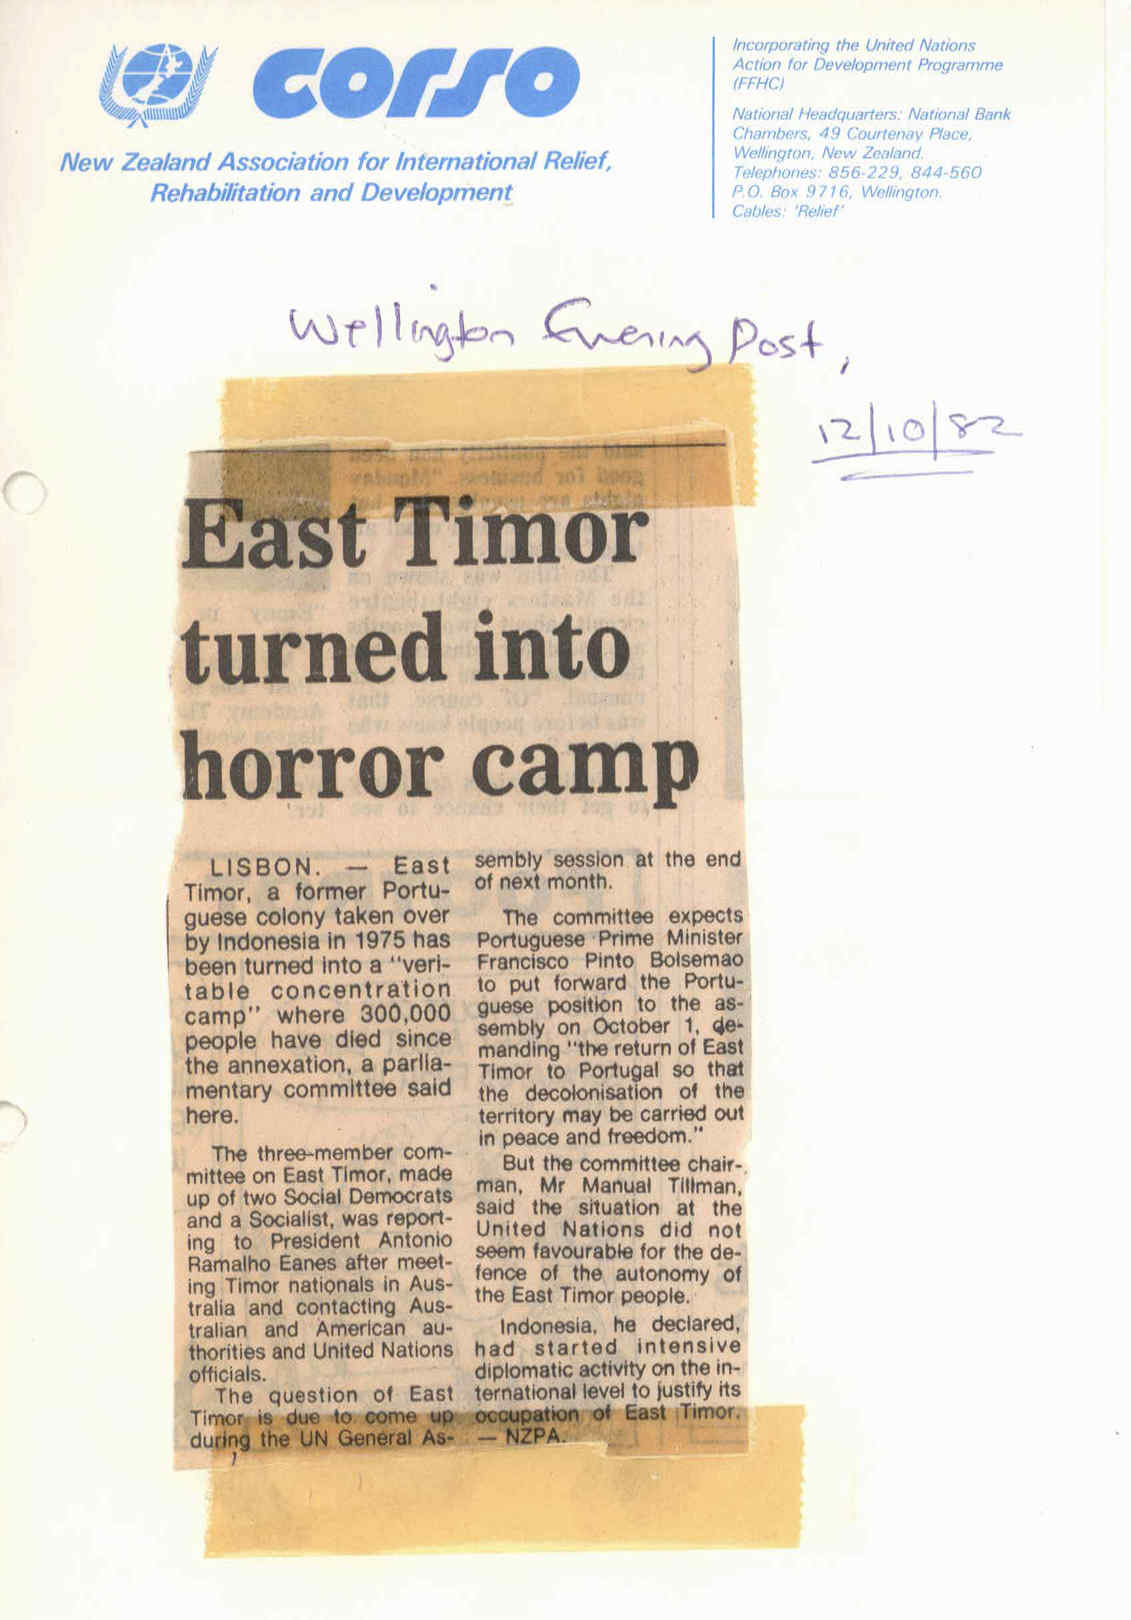 corso
New Zealand Association for International Relief,
Rehabilitation and Development
Incorporating the United Nations
Action for Development Programme
(FFHC)
National Headquarters: National Bank
Chambers, 49 Courtenay Place,
Wellington, New Zealand.
Telephones: 856-229, 844-560
P.O. Box 9716, Wellington.
Cables: 'Relief'
Wellington Evening Post,
12/10/82
East Timor
turned into
horror camp
LISBON. — East
Timor, a former Portu-
guese colony taken over
by Indonesia in 1975 has
been turned into a "veri-
table concentration
camp" where 300,000
people have died since
the annexation, a parlia-
mentary committee said
here.
The three-member com-
mittee on East Timor, made
up of two Social Democrats
and a Socialist, was report-
ing to President Antonio
Ramalho Eanes after meet-
ing Timor nationals in Aus-
tralia and contacting Aus-
tralian and American au-
thorities and United Nations
officials.
The question of East
Timor is due to come up
during the UN General As-
sembly session at the end
of next month.
The committee expects
Portuguese Prime Minister
Francisco Pinto Bolsemao
to put forward the Portu-
guese position to the as-
sembly on October 1, de-
manding "the return of East
Timor to Portugal so that
the decolonisation of the
territory may be carried out
in peace and freedom."
But the committee chair-
man, Mr Manual Tillman,
said the situation at the
United Nations did not
seem favourable for the de-
fence of the autonomy of
the East Timor people.
Indonesia, he declared,
had started intensive
diplomatic activity on the in-
ternational level to justify its
occupation of East Timor.
— NZPA.